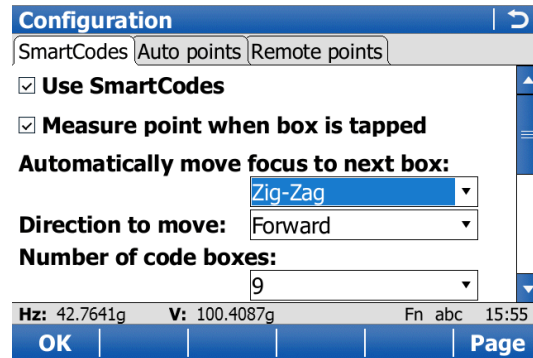 Configuration
SmartCodes Auto points Remote points
Use SmartCodes
Measure point when box is tapped
Automatically move focus to next box:
Zig-Zag
Direction to move: Forward
Number of code boxes:
9
Hz: 42.7641g V: 100.4087g Fn abc 15:55
OK Page